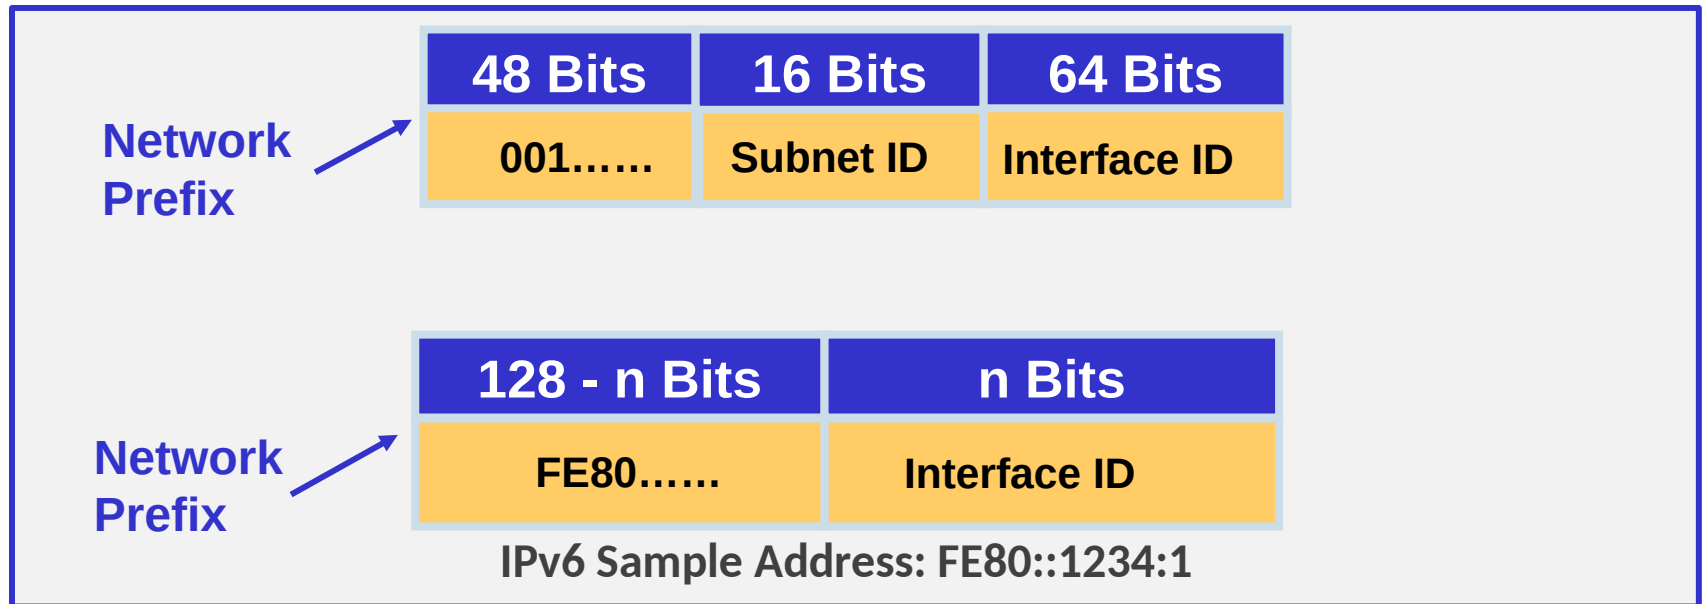 48 Bits 16 Bits 64 Bits
Network
Prefix
001...... Subnet ID Interface ID
128 - n Bits n Bits
Network
Prefix
FE80...... Interface ID
IPv6 Sample Address: FE80::1234:1